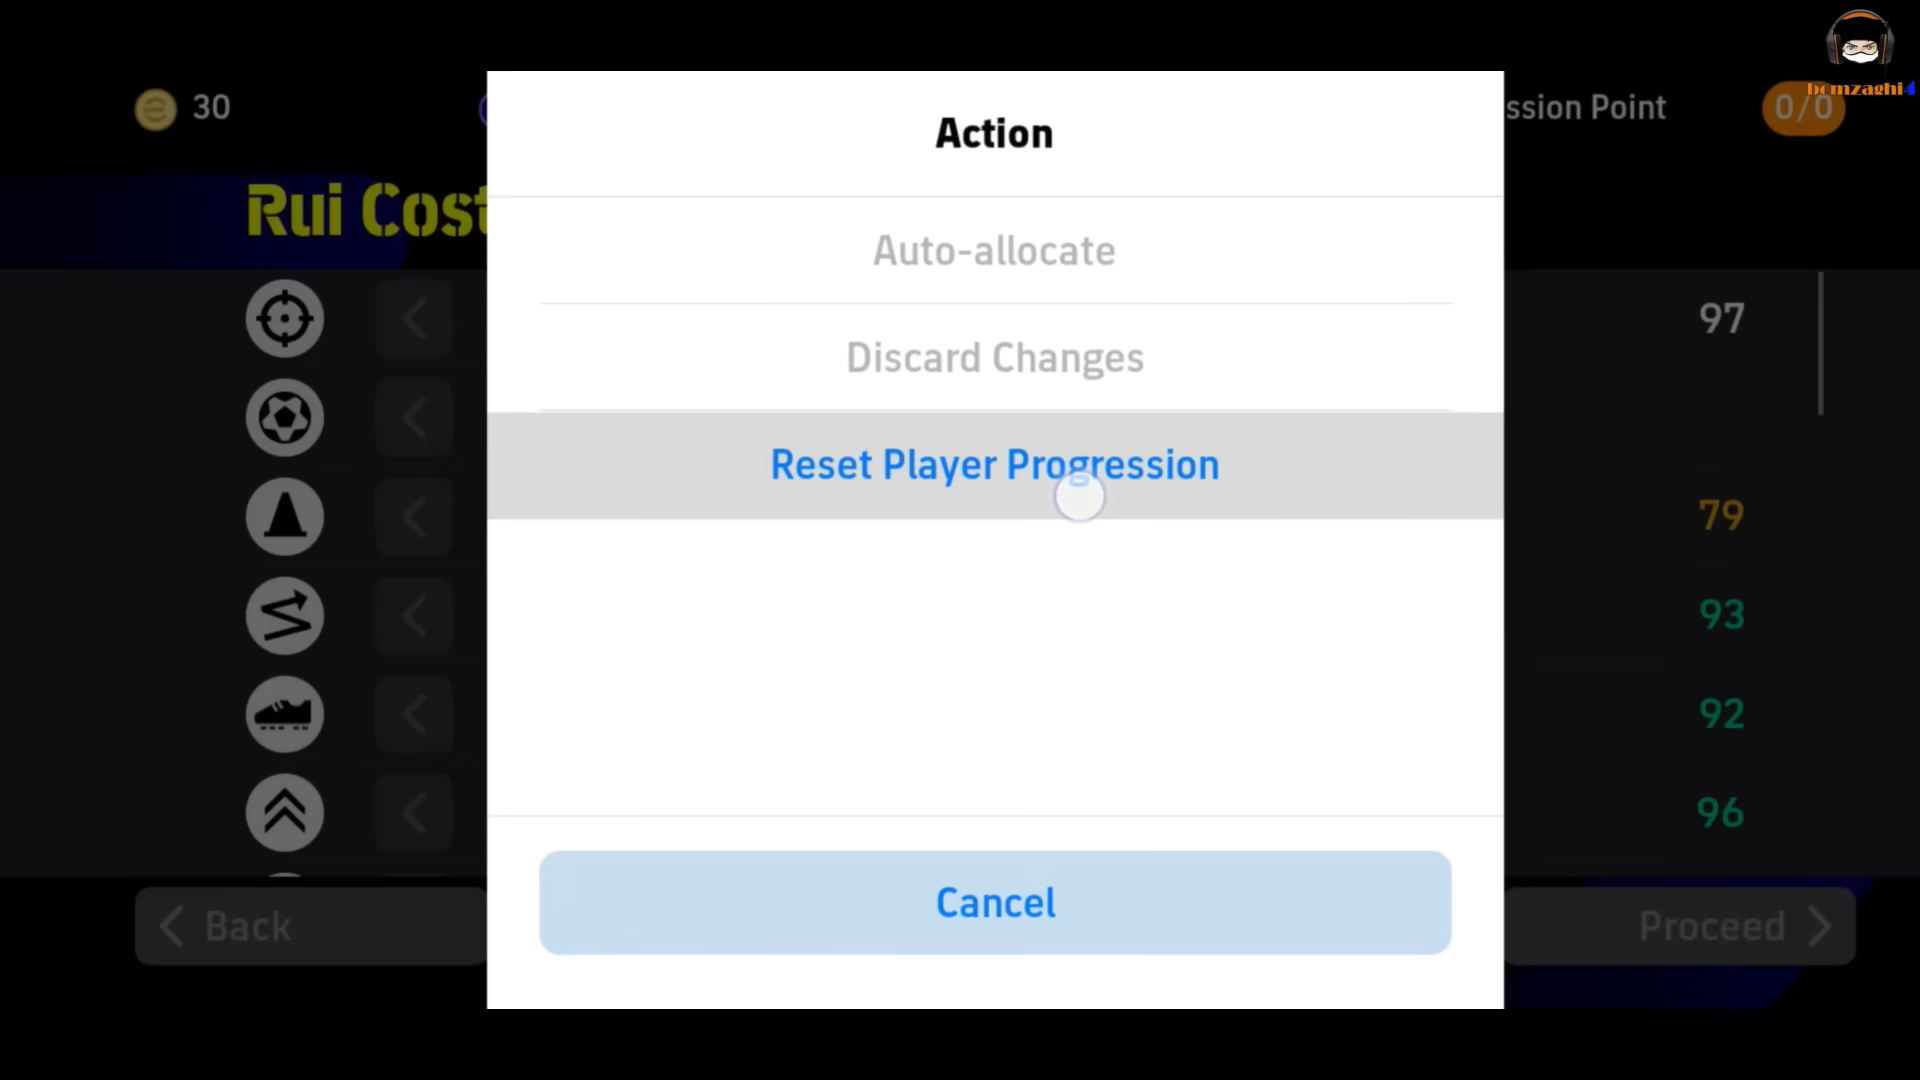 bomzaghi4
30
ssion Point
0/0
Rui Cost
Action
Auto-allocate
Discard Changes
Reset Player Progression
Cancel
97
79
93
92
96
Back
Proceed